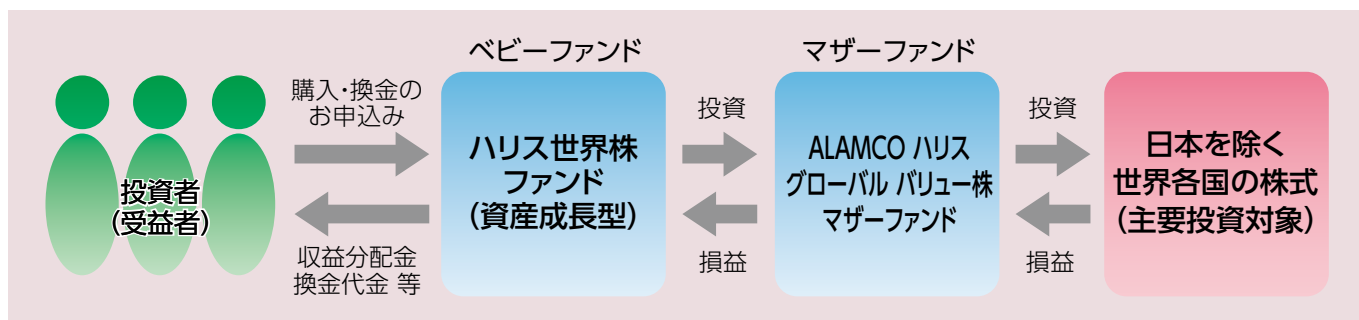 ベビーファンド
マザーファンド
購入・換金の
お申込み
投資者
(受益者)
収益分配金
換金代金 等
ハリス世界株
ファンド
(資産成長型)
投資
損益
ALAMCO ハリス
グローバル バリュー株
マザーファンド
投資
損益
日本を除く
世界各国の株式
(主要投資対象)